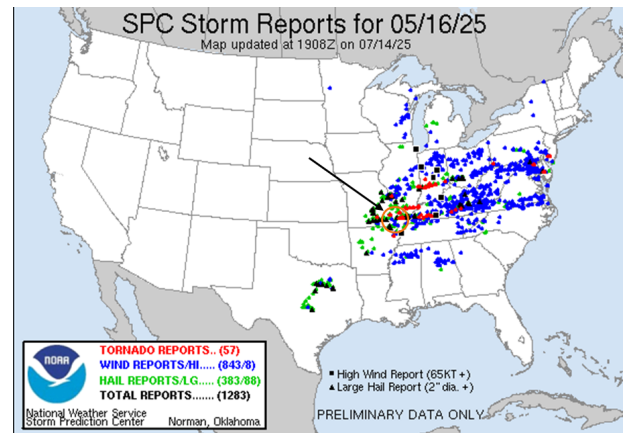 SPC Storm Reports for 05/16/25
Map updated at 1908Z on 07/14/25
NOAA
TORNADO REPORTS.. (57)
WIND REPORTS/HI..... (843/8)
HAIL REPORTS/LG..... (383/88)
TOTAL REPORTS....... (1283)
National Weather Service
Storm Prediction Center Norman, Oklahoma
■ High Wind Report (65KT +)
▲ Large Hail Report (2" dia. +)
PRELIMINARY DATA ONLY